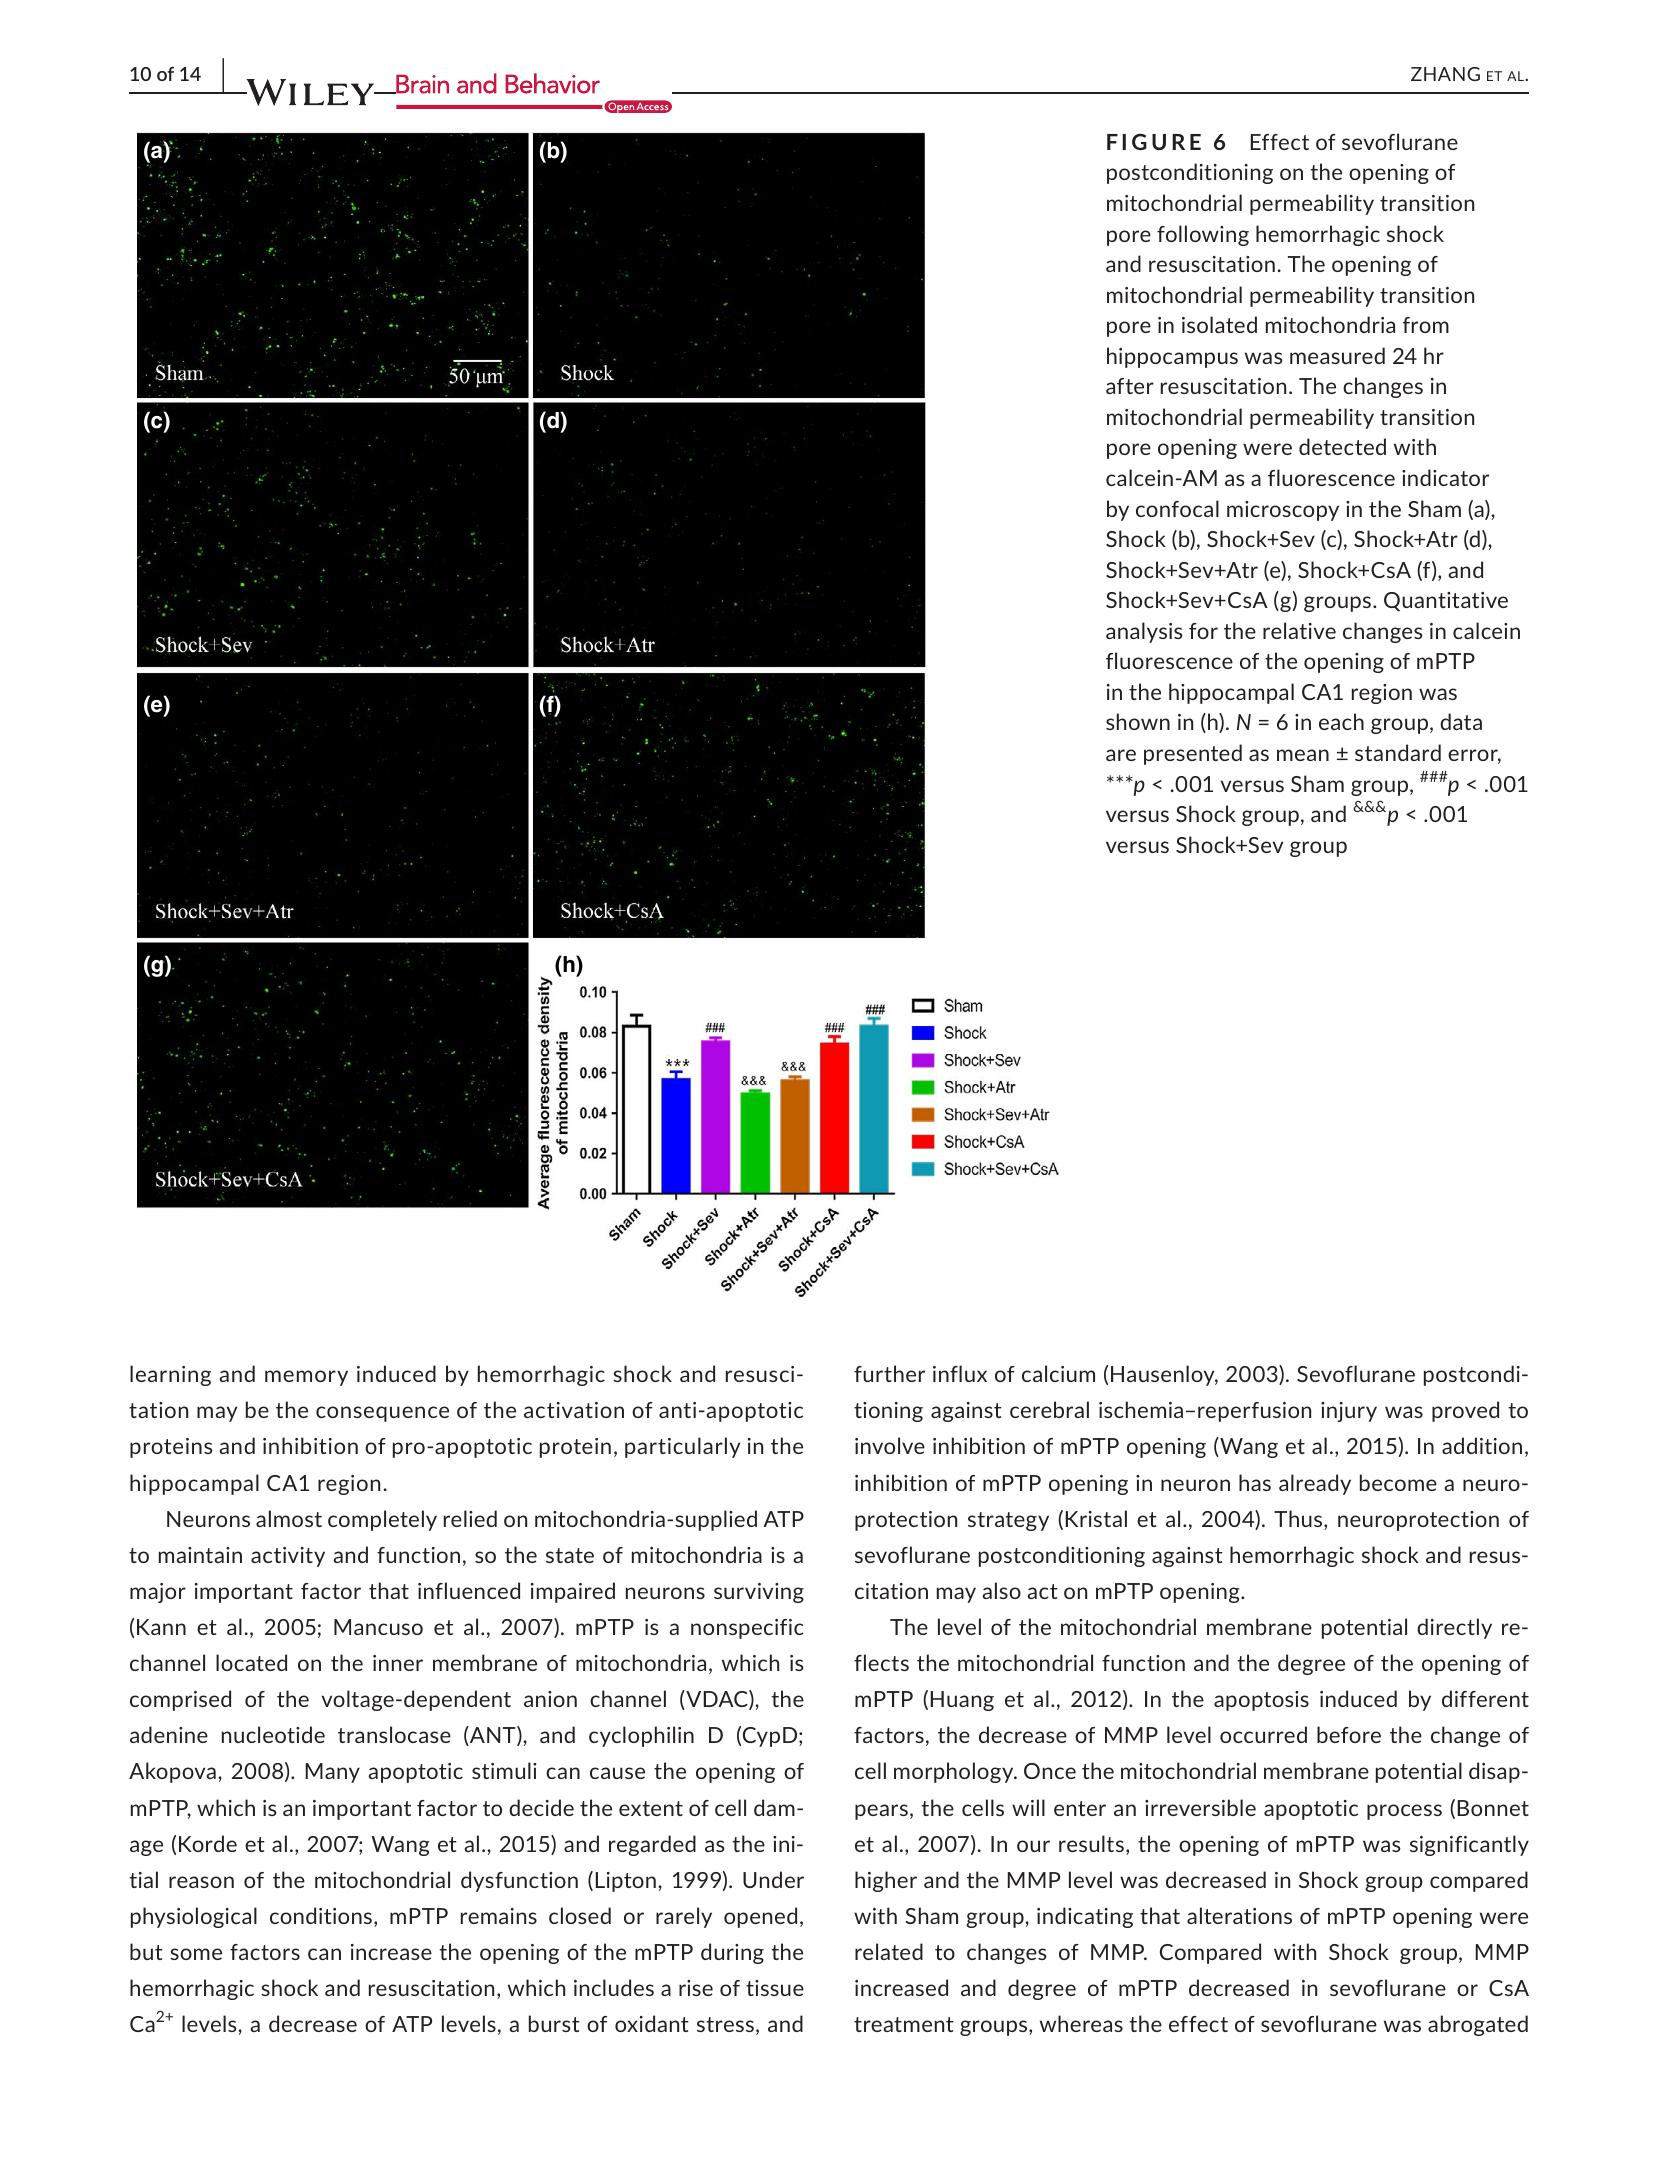 10 of 14
WILEY
Brain and Behavior
Open Access
ZHANG ET AL.
(a)
Sham
50 μm
(b)
Shock
(c)
Shock+Sev
(d)
Shock+Atr
(e)
Shock+Sev+Atr
(f)
Shock+CsA
(g)
Shock+Sev+CsA
(h)
Average fluorescence density
of mitochondria
0.10
0.08
0.06
0.04
0.02
0.00
***
###
&&&
&&&
###
###
Sham
Shock
Shock+Sev
Shock+Atr
Shock+Sev+Atr
Shock+CsA
Shock+Sev+CsA
Sham
Shock
Shock+Sev
Shock+Atr
Shock+Sev+Atr
Shock+CsA
Shock+Sev+CsA
FIGURE 6 Effect of sevoflurane
postconditioning on the opening of
mitochondrial permeability transition
pore following hemorrhagic shock
and resuscitation. The opening of
mitochondrial permeability transition
pore in isolated mitochondria from
hippocampus was measured 24 hr
after resuscitation. The changes in
mitochondrial permeability transition
pore opening were detected with
calcein-AM as a fluorescence indicator
by confocal microscopy in the Sham (a),
Shock (b), Shock+Sev (c), Shock+Atr (d),
Shock+Sev+Atr (e), Shock+CsA (f), and
Shock+Sev+CsA (g) groups. Quantitative
analysis for the relative changes in calcein
fluorescence of the opening of mPTP
in the hippocampal CA1 region was
shown in (h). N = 6 in each group, data
are presented as mean ± standard error,
***p < .001 versus Sham group, ###p < .001
versus Shock group, and &&&p < .001
versus Shock+Sev group
learning and memory induced by hemorrhagic shock and resusci-
tation may be the consequence of the activation of anti-apoptotic
proteins and inhibition of pro-apoptotic protein, particularly in the
hippocampal CA1 region.
Neurons almost completely relied on mitochondria-supplied ATP
to maintain activity and function, so the state of mitochondria is a
major important factor that influenced impaired neurons surviving
(Kann et al., 2005; Mancuso et al., 2007). mPTP is a nonspecific
channel located on the inner membrane of mitochondria, which is
comprised of the voltage-dependent anion channel (VDAC), the
adenine nucleotide translocase (ANT), and cyclophilin D (CypD;
Akopova, 2008). Many apoptotic stimuli can cause the opening of
mPTP, which is an important factor to decide the extent of cell dam-
age (Korde et al., 2007; Wang et al., 2015) and regarded as the ini-
tial reason of the mitochondrial dysfunction (Lipton, 1999). Under
physiological conditions, mPTP remains closed or rarely opened,
but some factors can increase the opening of the mPTP during the
hemorrhagic shock and resuscitation, which includes a rise of tissue
Ca2+ levels, a decrease of ATP levels, a burst of oxidant stress, and
further influx of calcium (Hausenloy, 2003). Sevoflurane postcondi-
tioning against cerebral ischemia–reperfusion injury was proved to
involve inhibition of mPTP opening (Wang et al., 2015). In addition,
inhibition of mPTP opening in neuron has already become a neuro-
protection strategy (Kristal et al., 2004). Thus, neuroprotection of
sevoflurane postconditioning against hemorrhagic shock and resus-
citation may also act on mPTP opening.
The level of the mitochondrial membrane potential directly re-
flects the mitochondrial function and the degree of the opening of
mPTP (Huang et al., 2012). In the apoptosis induced by different
factors, the decrease of MMP level occurred before the change of
cell morphology. Once the mitochondrial membrane potential disap-
pears, the cells will enter an irreversible apoptotic process (Bonnet
et al., 2007). In our results, the opening of mPTP was significantly
higher and the MMP level was decreased in Shock group compared
with Sham group, indicating that alterations of mPTP opening were
related to changes of MMP. Compared with Shock group, MMP
increased and degree of mPTP decreased in sevoflurane or CsA
treatment groups, whereas the effect of sevoflurane was abrogated